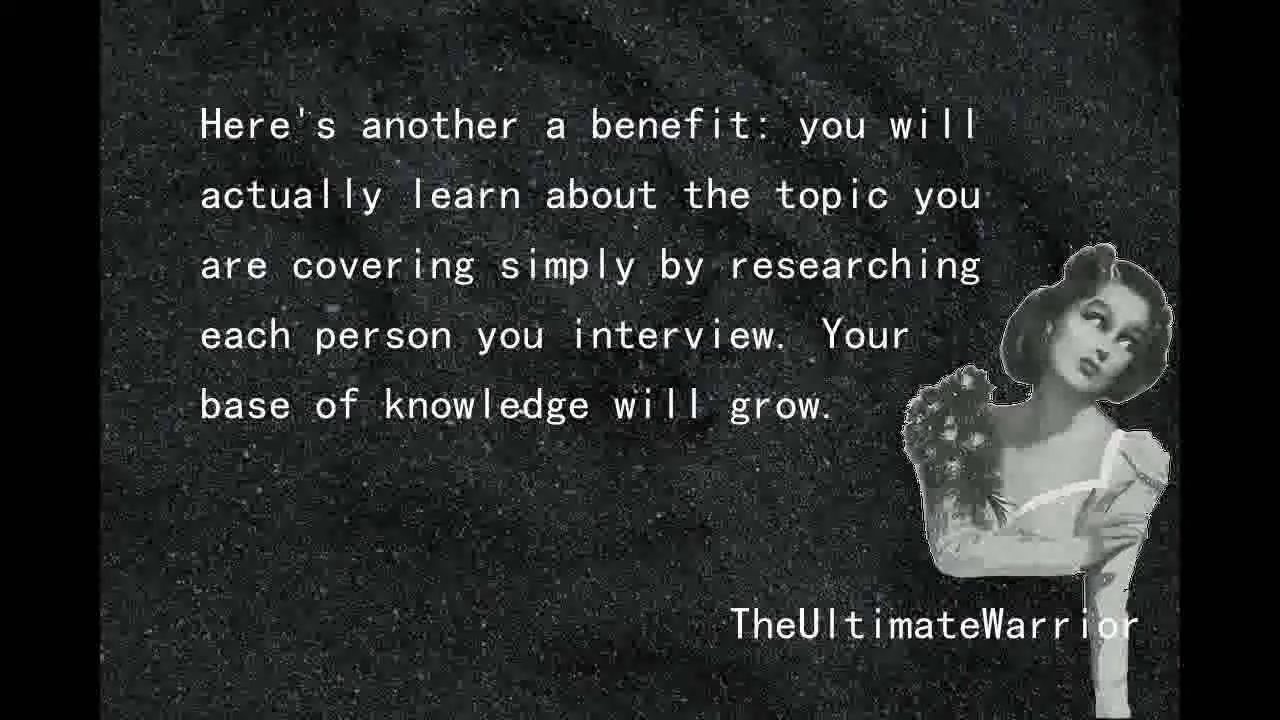 Here's another a benefit: you will
actually learn about the topic you
are covering simply by researching
each person you interview. Your
base of knowledge will grow.
TheUltimateWarrior